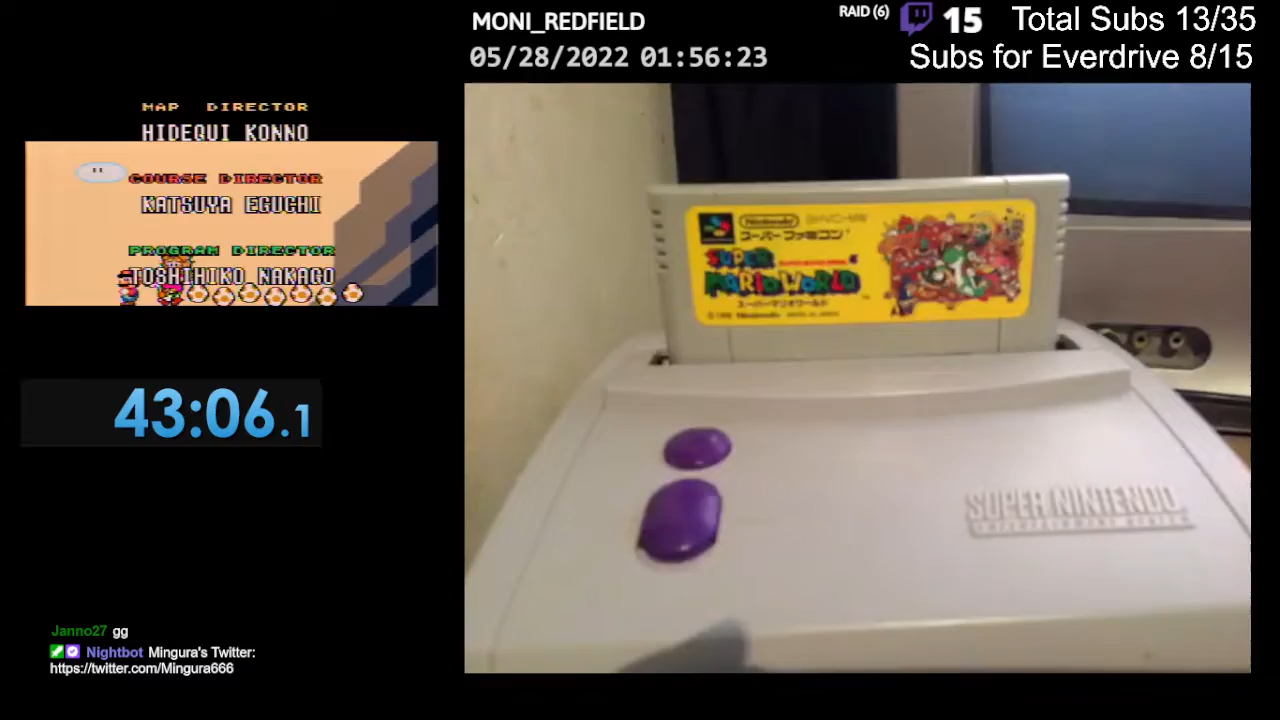 MONI_REDFIELD
05/28/2022 01:56:23
RAID (6)
15
Total Subs 13/35
Subs for Everdrive 8/15
MAP DIRECTOR
HIDEQUI KONNO
COURSE DIRECTOR
KATSUYA EGUCHI
PROGRAM DIRECTOR
TOSHIHIKO NAKAGO
43:06.1
Janno27 gg
Nightbot Mingura's Twitter:
https://twitter.com/Mingura666
Nintendo
スーパーファミコン
SUPER
MARIO WORLD
スーパーマリオワールド
Nintendo
SUPER NINTENDO
ENTERTAINMENT SYSTEM